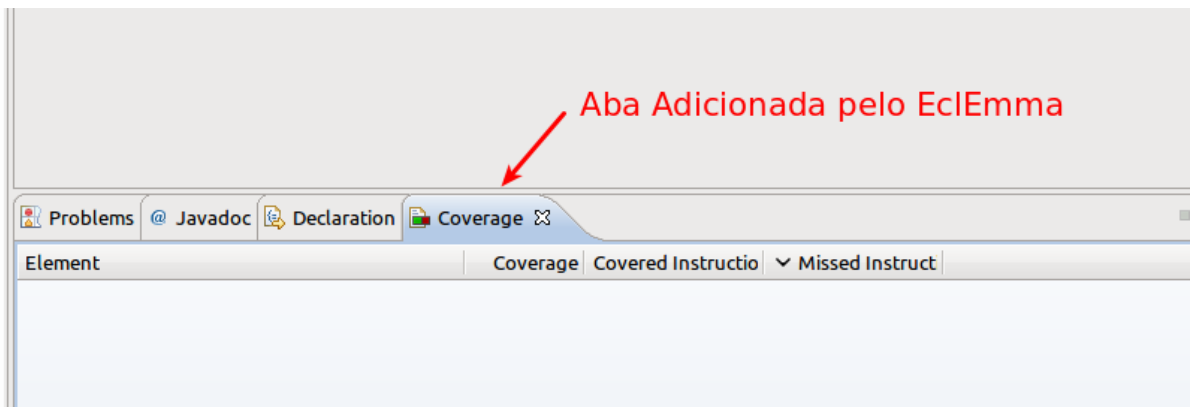 Aba Adicionada pelo EclEmma
Problems @ Javadoc Declaration Coverage
Element Coverage Covered Instructio Missed Instruct